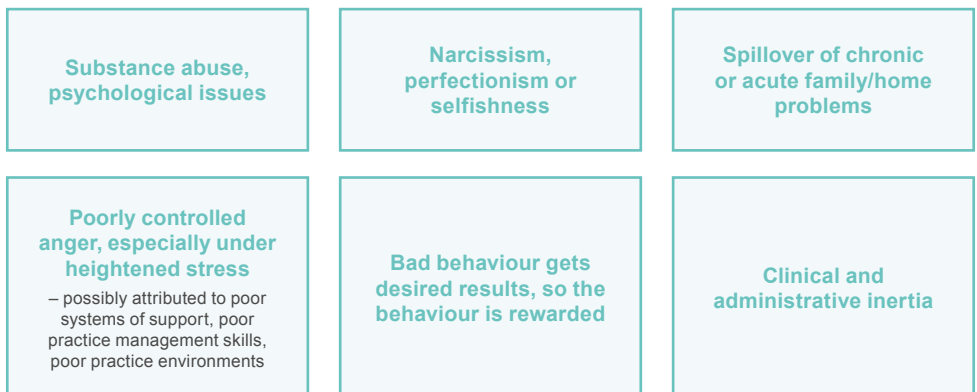 Substance abuse,
psychological issues
Narcissism,
perfectionism or
selfishness
Spillover of chronic
or acute family/home
problems
Poorly controlled
anger, especially under
heightened stress
– possibly attributed to poor
systems of support, poor
practice management skills,
poor practice environments
Bad behaviour gets
desired results, so the
behaviour is rewarded
Clinical and
administrative inertia